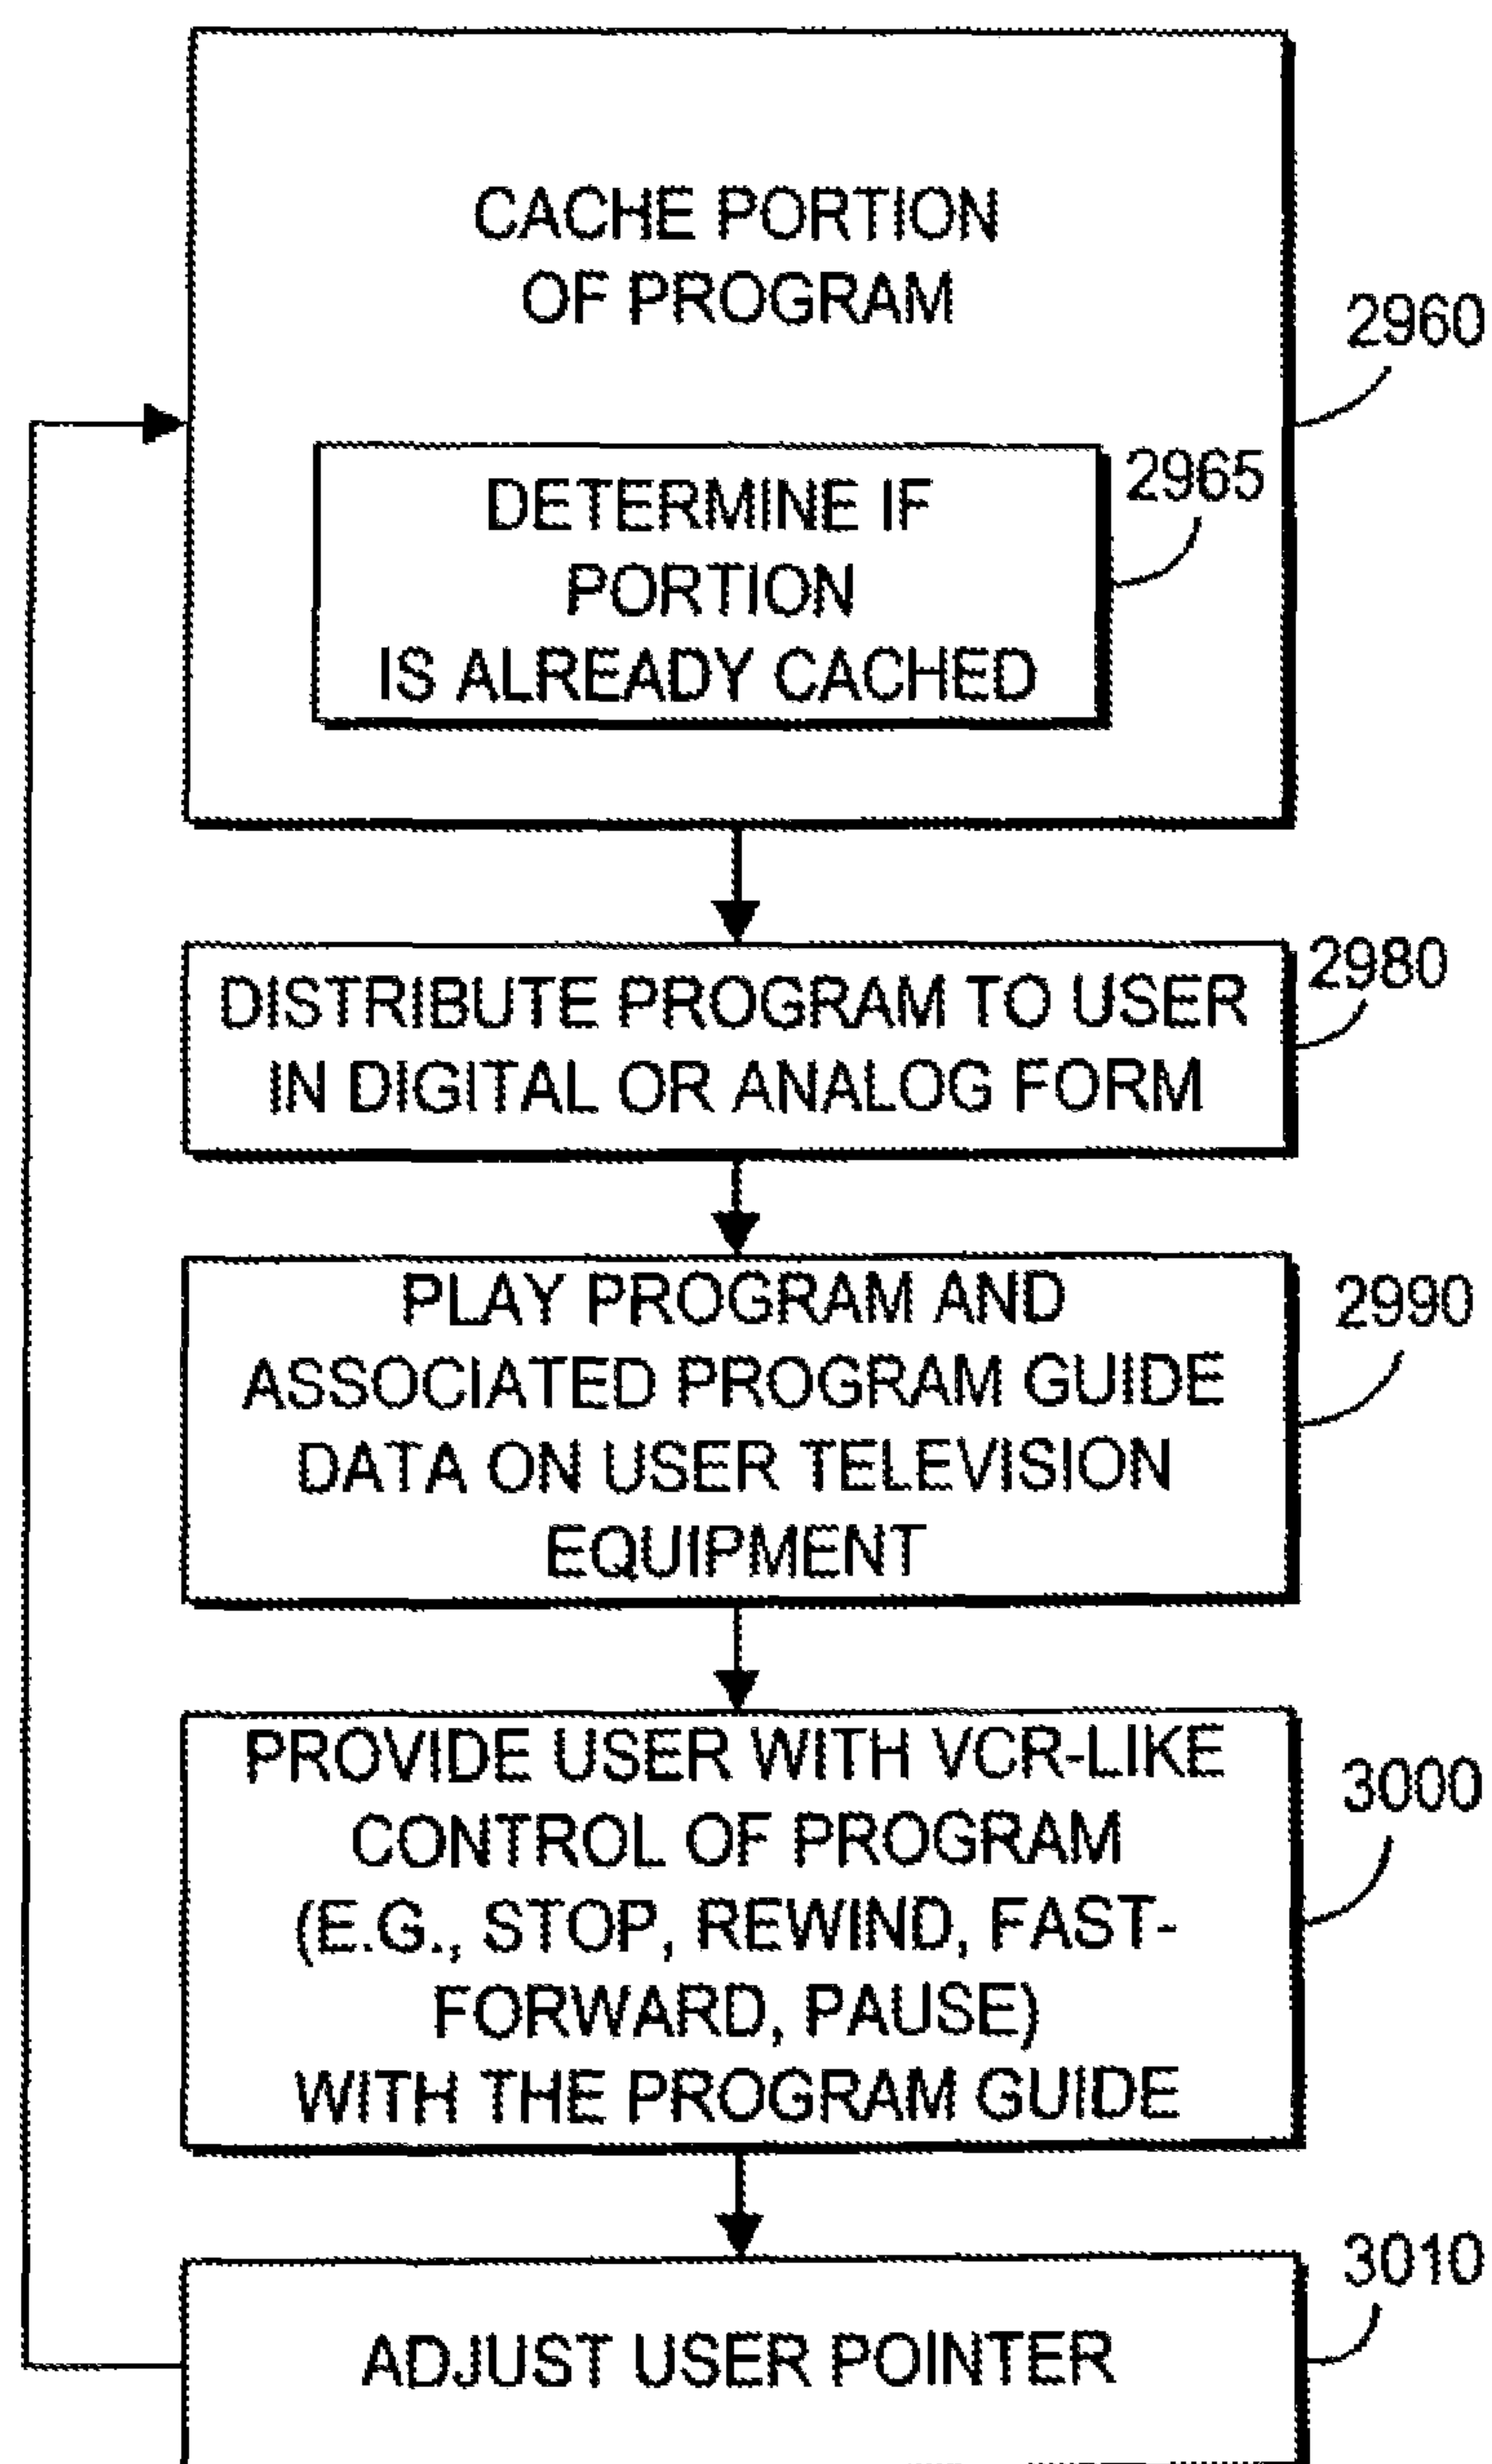 CACHE PORTION
OF PROGRAM
2960
DETERMINE IF
PORTION
IS ALREADY CACHED
2965
DISTRIBUTE PROGRAM TO USER
IN DIGITAL OR ANALOG FORM
2980
PLAY PROGRAM AND
ASSOCIATED PROGRAM GUIDE
DATA ON USER TELEVISION
EQUIPMENT
2990
PROVIDE USER WITH VCR-LIKE
CONTROL OF PROGRAM
(E.G., STOP, REWIND, FAST-
FORWARD, PAUSE)
WITH THE PROGRAM GUIDE
3000
ADJUST USER POINTER
3010